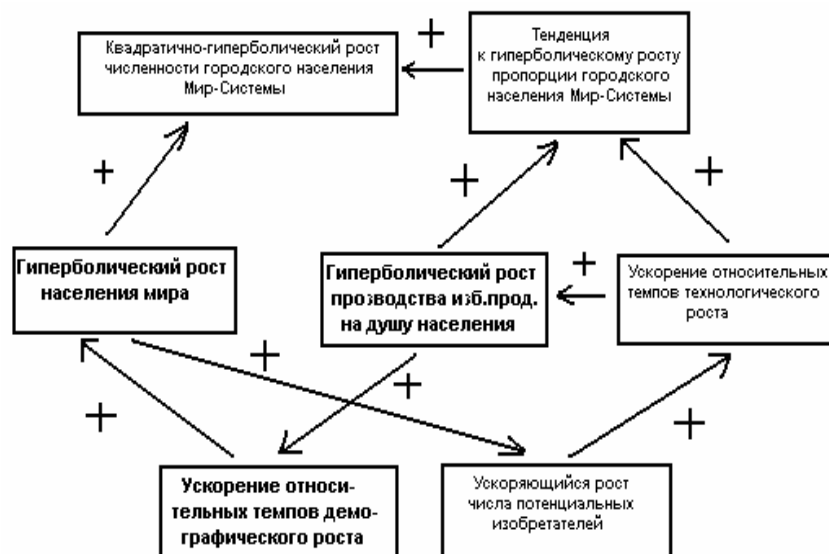 Квадратично-гиперболический рост
численности городского населения
Мир-Системы
+
Тенденция
к гиперболическому росту
пропорции городского
населения Мир-Системы
+
+
+
Гиперболический рост
населения мира
Гиперболический рост
прозводства изб.прод.
на душу населения
+
Ускорение относительных
темпов технологического
роста
+
+
+
+
Ускорение относи-
тельных темпов демо-
графического роста
Ускоряющийся рост
числа потенциальных
изобретателей